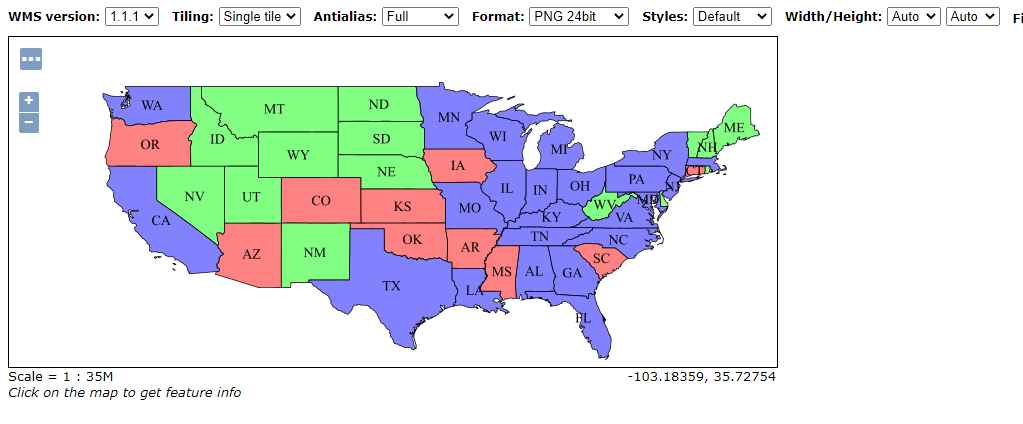 WMS version: 1.1.1 Tiling: Single tile Antialias: Full Format: PNG 24bit Styles: Default Width/Height: Auto Auto Fi
...
+
−
WA MT ND MN ME
OR ID SD WI MI NY NH
WY
NE IA PA
NV UT CO IL IN OH NJ
KS MO WV MD
CA KY VA
OK TN NC
AZ NM AR SC
TX LA MS AL GA
FL
Scale = 1 : 35M -103.18359, 35.72754
Click on the map to get feature info